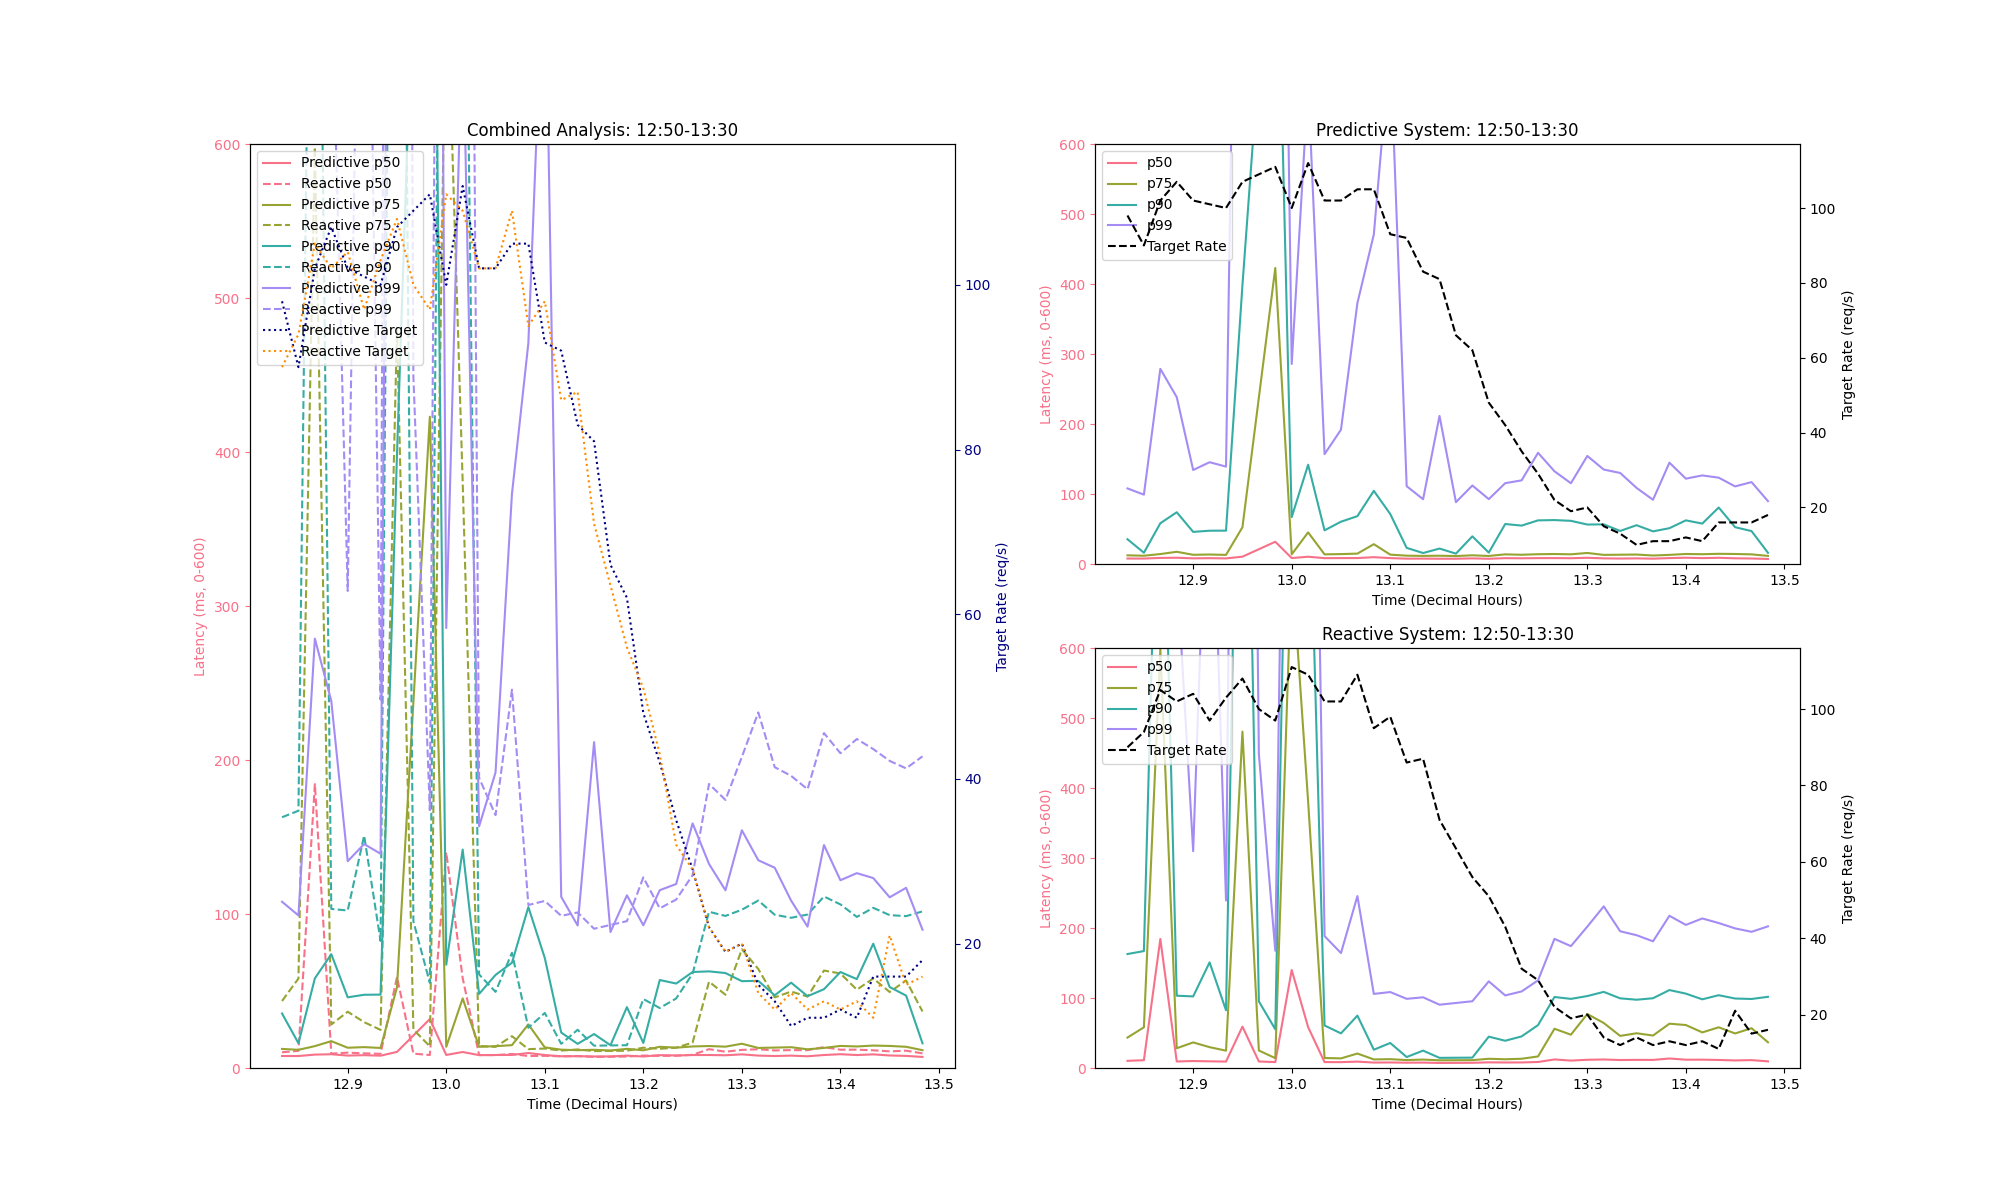 Combined Analysis: 12:50-13:30
600
500
400
300
200
100
0
Latency (ms, 0-600)
Predictive p50
Reactive p50
Predictive p75
Reactive p75
Predictive p90
Reactive p90
Predictive p99
Reactive p99
Predictive Target
Reactive Target
100
80
60
40
20
Target Rate (req/s)
12.9 13.0 13.1 13.2 13.3 13.4 13.5
Time (Decimal Hours)
Predictive System: 12:50-13:30
600
500
400
300
200
100
0
Latency (ms, 0-600)
p50
p75
p90
p99
Target Rate
100
80
60
40
20
Target Rate (req/s)
12.9 13.0 13.1 13.2 13.3 13.4 13.5
Time (Decimal Hours)
Reactive System: 12:50-13:30
600
500
400
300
200
100
0
Latency (ms, 0-600)
p50
p75
p90
p99
Target Rate
100
80
60
40
20
Target Rate (req/s)
12.9 13.0 13.1 13.2 13.3 13.4 13.5
Time (Decimal Hours)